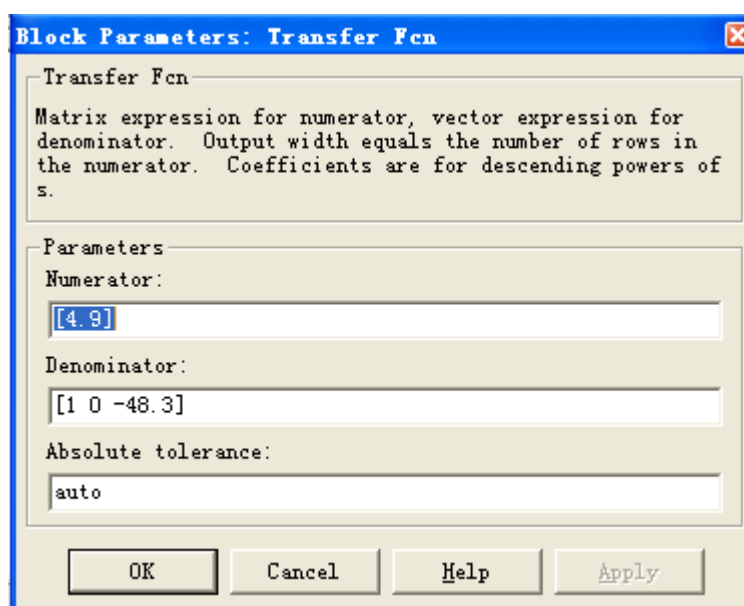 Block Parameters: Transfer Fcn
Transfer Fcn
Matrix expression for numerator, vector expression for
denominator.  Output width equals the number of rows in
the numerator.  Coefficients are for descending powers of
s.
Parameters
Numerator:
[4.9]
Denominator:
[1 0 -48.3]
Absolute tolerance:
auto
OK Cancel Help Apply